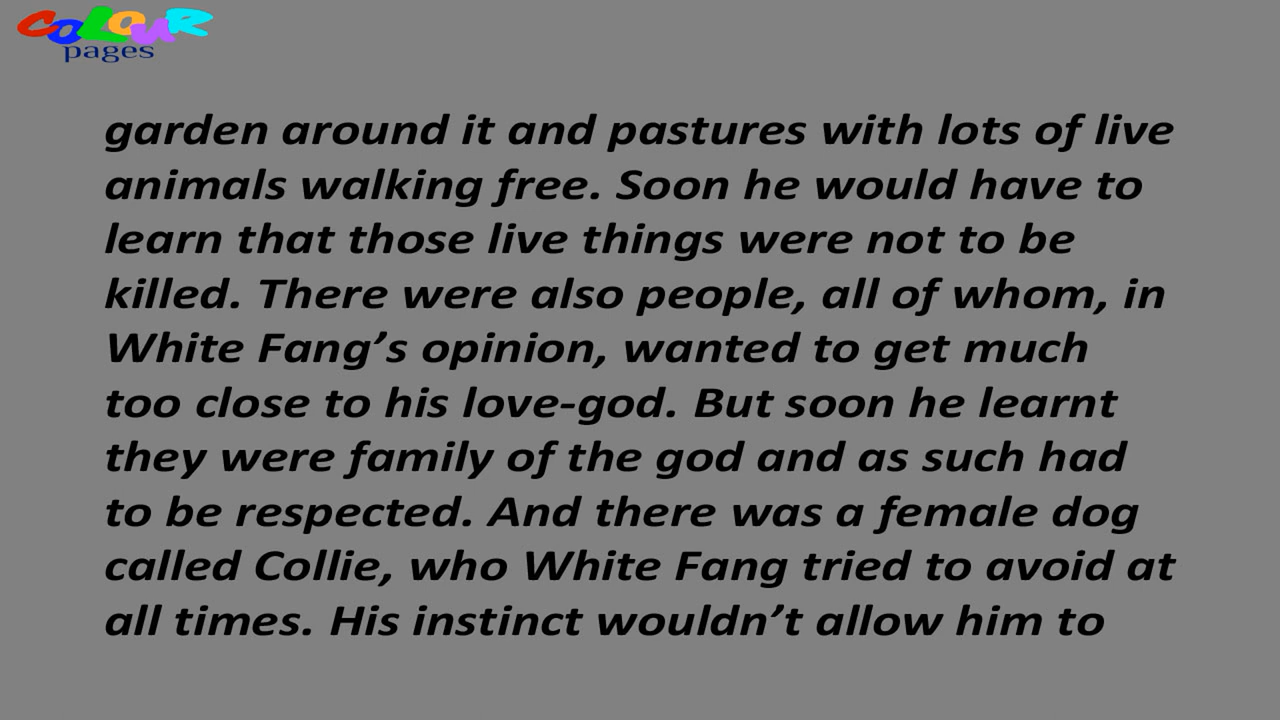 COLOUR
pages
garden around it and pastures with lots of live
animals walking free. Soon he would have to
learn that those live things were not to be
killed. There were also people, all of whom, in
White Fang’s opinion, wanted to get much
too close to his love-god. But soon he learnt
they were family of the god and as such had
to be respected. And there was a female dog
called Collie, who White Fang tried to avoid at
all times. His instinct wouldn’t allow him to